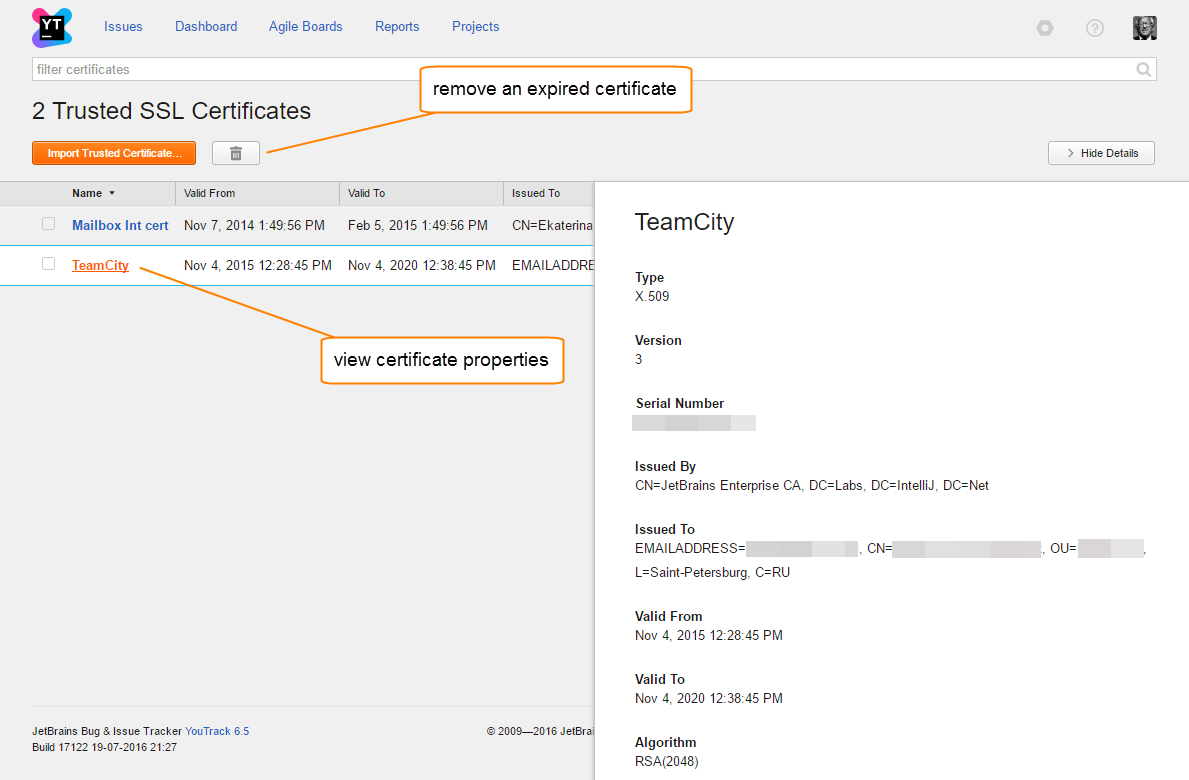 YT
Issues Dashboard Agile Boards Reports Projects
filter certificates
remove an expired certificate
2 Trusted SSL Certificates
Import Trusted Certificate...
Hide Details
Name Valid From Valid To Issued To
Mailbox Int cert Nov 7, 2014 1:49:56 PM Feb 5, 2015 1:49:56 PM CN=Ekaterina
TeamCity Nov 4, 2015 12:28:45 PM Nov 4, 2020 12:38:45 PM EMAILADDRE
view certificate properties
TeamCity
Type
X.509
Version
3
Serial Number
Issued By
CN=JetBrains Enterprise CA, DC=Labs, DC=IntelliJ, DC=Net
Issued To
EMAILADDRESS= , CN= , OU= ,
L=Saint-Petersburg, C=RU
Valid From
Nov 4, 2015 12:28:45 PM
Valid To
Nov 4, 2020 12:38:45 PM
Algorithm
RSA(2048)
JetBrains Bug & Issue Tracker YouTrack 6.5
Build 17122 19-07-2016 21:27
© 2009—2016 JetBrai